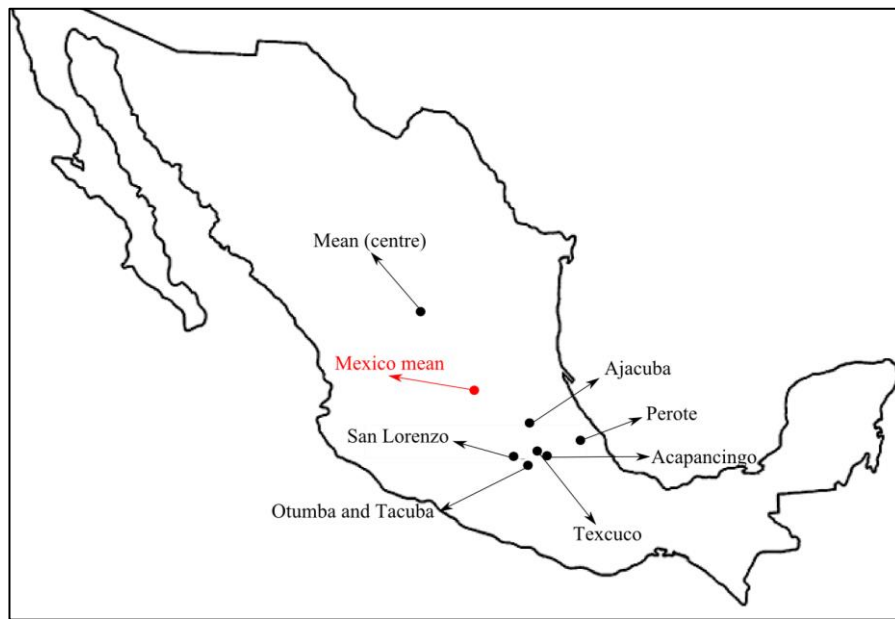 Mean (centre)
Mexico mean
Ajacuba
Perote
San Lorenzo
Acapancingo
Otumba and Tacuba
Texcuco